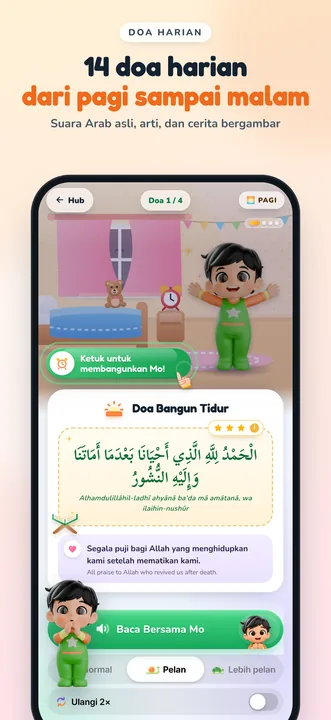 DOA HARIAN
14 doa harian
dari pagi sampai malam
Suara Arab asli, arti, dan cerita bergambar
← Hub
Doa 1 / 4
PAGI
Ketuk untuk
membangunkan Mo!
Doa Bangun Tidur
الْحَمْدُ لِلَّهِ الَّذِي أَحْيَانَا بَعْدَمَا أَمَاتَنَا
وَإِلَيْهِ النُّشُورُ
Alhamdulillāhil-ladhī aḥyānā ba'da mā amātanā, wa
ilaihin-nushūr
Segala puji bagi Allah yang menghidupkan
kami setelah mematikan kami.
All praise to Allah who revived us after death.
Baca Bersama Mo
ormal
Pelan
Lebih pelan
Ulangi 2×